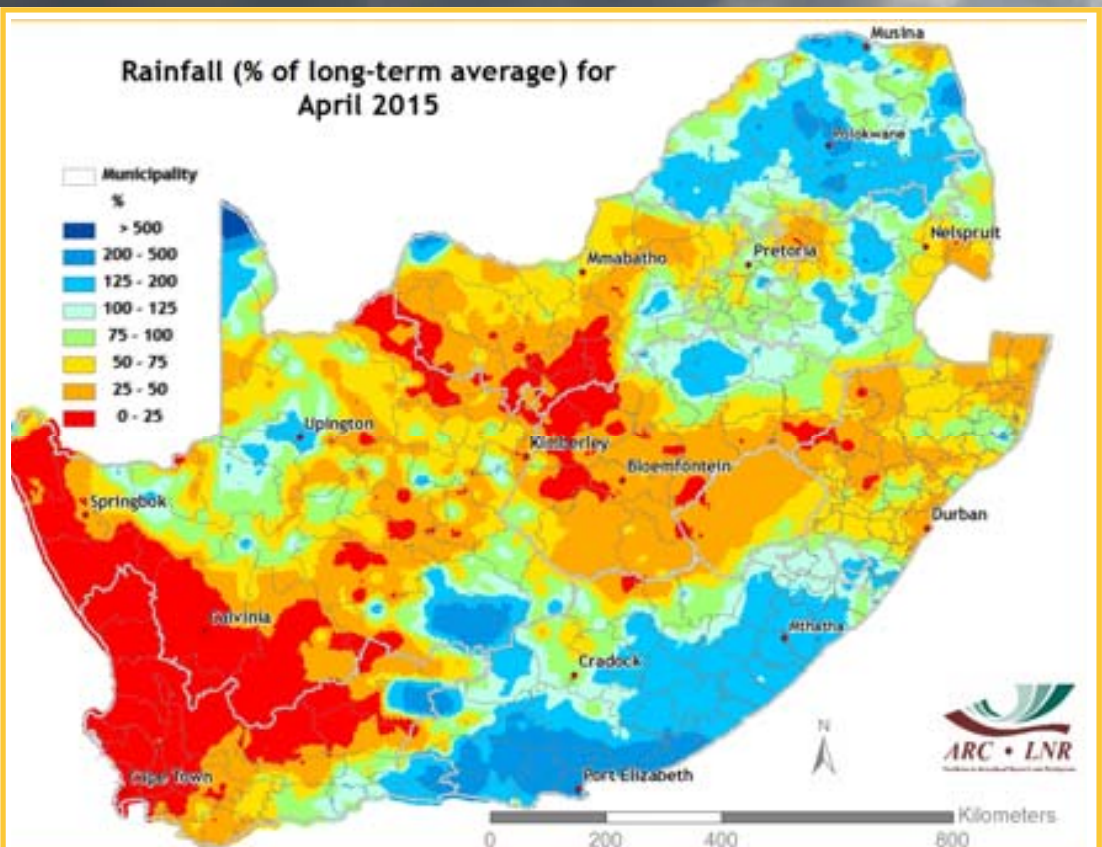 Rainfall (% of long-term average) for
April 2015
Municipality
%
> 500
200 - 500
125 - 200
100 - 125
75 - 100
50 - 75
25 - 50
0 - 25
Musina
Polokwane
Nelspruit
Pretoria
Mmabatho
Upington
Kimberley
Bloemfontein
Springbok
Durban
Calvinia
Mthatha
Cradock
Cape Town
Port Elizabeth
N
ARC • LNR
Kilometers
0 200 400 800